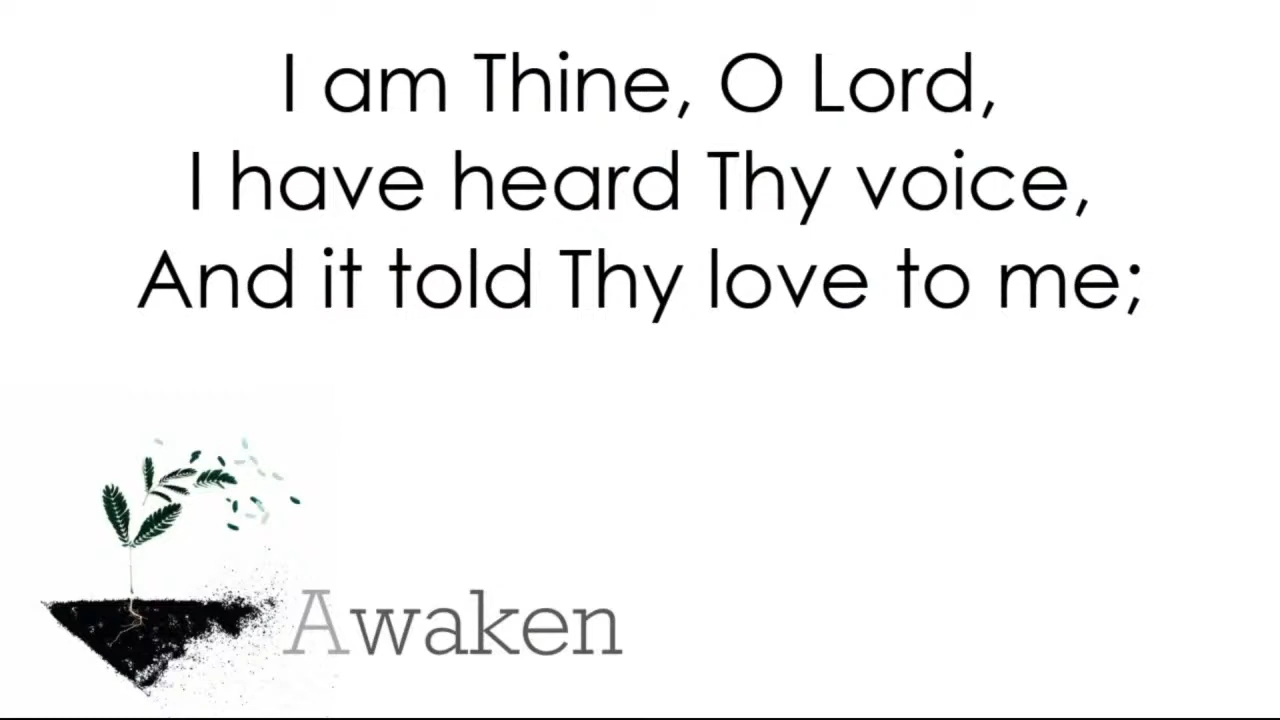 I am Thine, O Lord,
I have heard Thy voice,
And it told Thy love to me;
Awaken